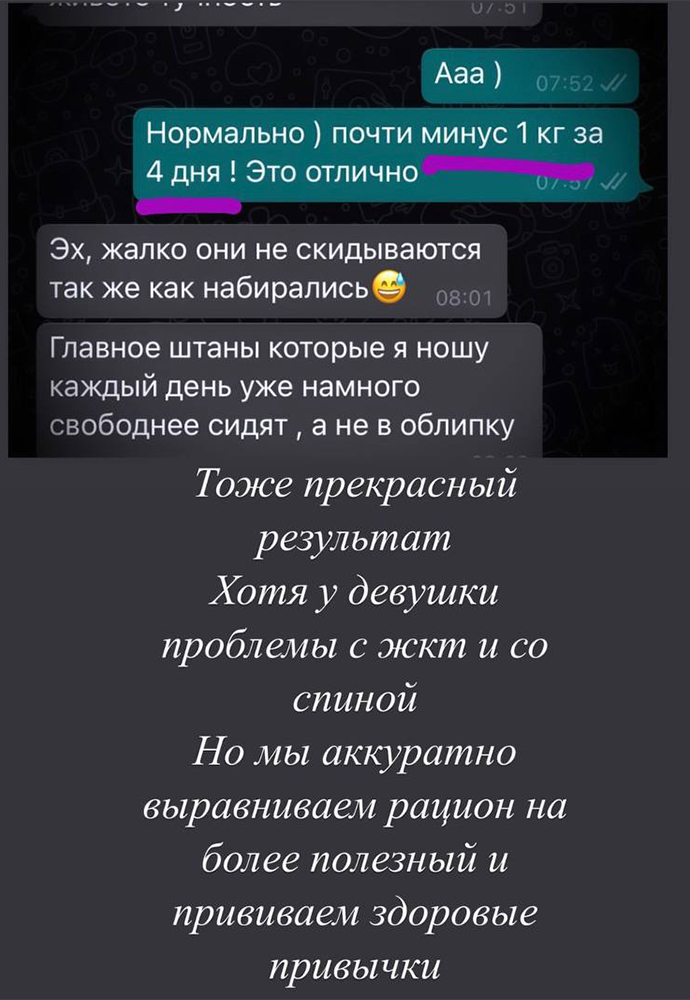 07:51
Ааа )
07:52
Нормально ) почти минус 1 кг за
4 дня ! Это отлично
07:57
Эх, жалко они не скидываются
так же как набирались😅
08:01
Главное штаны которые я ношу
каждый день уже намного
свободнее сидят , а не в облипку
Тоже прекрасный
результат
Хотя у девушки
проблемы с жкт и со
спиной
Но мы аккуратно
выравниваем рацион на
более полезный и
прививаем здоровые
привычки